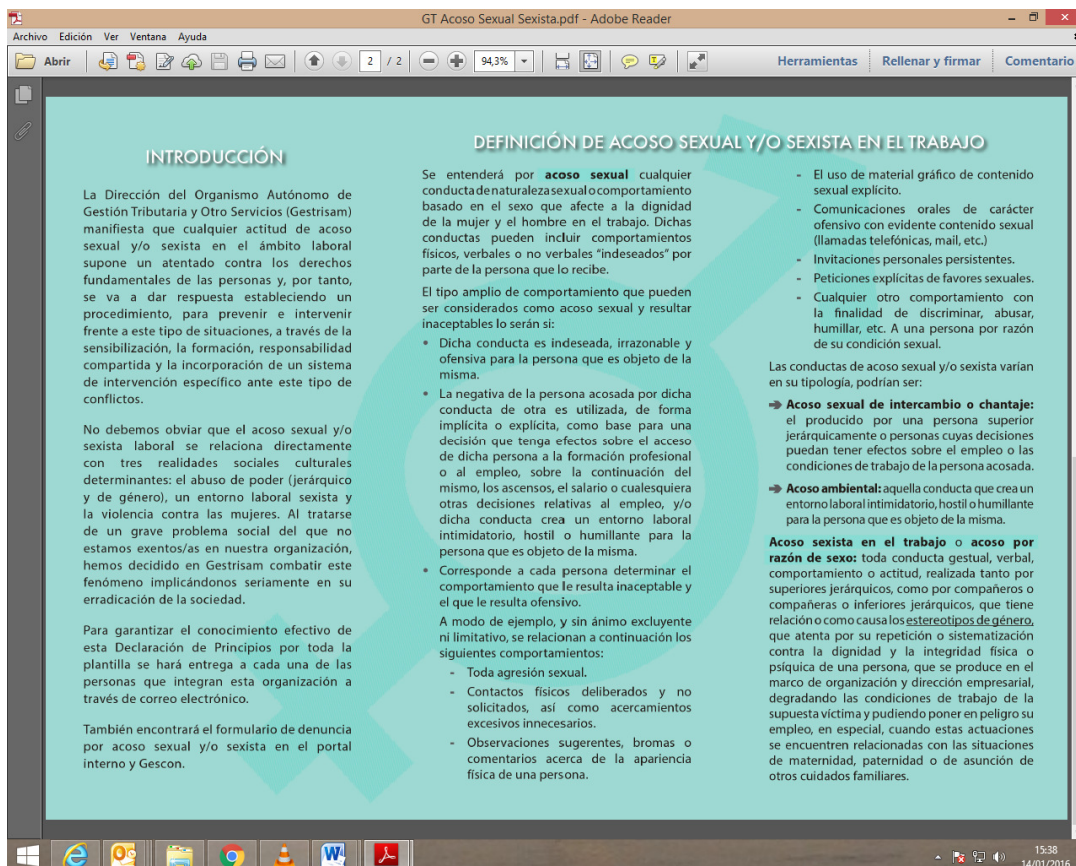 GT Acoso Sexual Sexista.pdf - Adobe Reader
Archivo Edición Ver Ventana Ayuda
Abrir
2 / 2
94,3%
Herramientas
Rellenar y firmar
Comentario
INTRODUCCIÓN
La Dirección del Organismo Autónomo de
Gestión Tributaria y Otro Servicios (Gestrisam)
manifiesta que cualquier actitud de acoso
sexual y/o sexista en el ámbito laboral
supone un atentado contra los derechos
fundamentales de las personas y, por tanto,
se va a dar respuesta estableciendo un
procedimiento, para prevenir e intervenir
frente a este tipo de situaciones, a través de la
sensibilización, la formación, responsabilidad
compartida y la incorporación de un sistema
de intervención específico ante este tipo de
conflictos.
No debemos obviar que el acoso sexual y/o
sexista laboral se relaciona directamente
con tres realidades sociales culturales
determinantes: el abuso de poder (jerárquico
y de género), un entorno laboral sexista y
la violencia contra las mujeres. Al tratarse
de un grave problema social del que no
estamos exentos/as en nuestra organización,
hemos decidido en Gestrisam combatir este
fenómeno implicándonos seriamente en su
erradicación de la sociedad.
Para garantizar el conocimiento efectivo de
esta Declaración de Principios por toda la
plantilla se hará entrega a cada una de las
personas que integran esta organización a
través de correo electrónico.
También encontrará el formulario de denuncia
por acoso sexual y/o sexista en el portal
interno y Gescon.
DEFINICIÓN DE ACOSO SEXUAL Y/O SEXISTA EN EL TRABAJO
Se entenderá por acoso sexual cualquier
conducta de naturaleza sexual o comportamiento
basado en el sexo que afecte a la dignidad
de la mujer y el hombre en el trabajo. Dichas
conductas pueden incluir comportamientos
físicos, verbales o no verbales “indeseados” por
parte de la persona que lo recibe.
El tipo amplio de comportamiento que pueden
ser considerados como acoso sexual y resultar
inaceptables lo serán si:
• Dicha conducta es indeseada, irrazonable y
ofensiva para la persona que es objeto de la
misma.
• La negativa de la persona acosada por dicha
conducta de otra es utilizada, de forma
implícita o explícita, como base para una
decisión que tenga efectos sobre el acceso
de dicha persona a la formación profesional
o al empleo, sobre la continuación del
mismo, los ascensos, el salario o cualesquiera
otras decisiones relativas al empleo, y/o
dicha conducta crea un entorno laboral
intimidatorio, hostil o humillante para la
persona que es objeto de la misma.
• Corresponde a cada persona determinar el
comportamiento que le resulta inaceptable y
el que le resulta ofensivo.
A modo de ejemplo, y sin ánimo excluyente
ni limitativo, se relacionan a continuación los
siguientes comportamientos:
- Toda agresión sexual.
- Contactos físicos deliberados y no
solicitados, así como acercamientos
excesivos innecesarios.
- Observaciones sugerentes, bromas o
comentarios acerca de la apariencia
física de una persona.
- El uso de material gráfico de contenido
sexual explícito.
- Comunicaciones orales de carácter
ofensivo con evidente contenido sexual
(llamadas telefónicas, mail, etc.)
- Invitaciones personales persistentes.
- Peticiones explícitas de favores sexuales.
- Cualquier otro comportamiento con
la finalidad de discriminar, abusar,
humillar, etc. A una persona por razón
de su condición sexual.
Las conductas de acoso sexual y/o sexista varían
en su tipología, podrían ser:
➔ Acoso sexual de intercambio o chantaje:
el producido por una persona superior
jerárquicamente o personas cuyas decisiones
puedan tener efectos sobre el empleo o las
condiciones de trabajo de la persona acosada.
➔ Acoso ambiental: aquella conducta que crea un
entorno laboral intimidatorio, hostil o humillante
para la persona que es objeto de la misma.
Acoso sexista en el trabajo o acoso por
razón de sexo: toda conducta gestual, verbal,
comportamiento o actitud, realizada tanto por
superiores jerárquicos, como por compañeros o
compañeras o inferiores jerárquicos, que tiene
relación o como causa los estereotipos de género,
que atenta por su repetición o sistematización
contra la dignidad y la integridad física o
psíquica de una persona, que se produce en el
marco de organización y dirección empresarial,
degradando las condiciones de trabajo de la
supuesta víctima y pudiendo poner en peligro su
empleo, en especial, cuando estas actuaciones
se encuentren relacionadas con las situaciones
de maternidad, paternidad o de asunción de
otros cuidados familiares.
15:38
14/01/2016